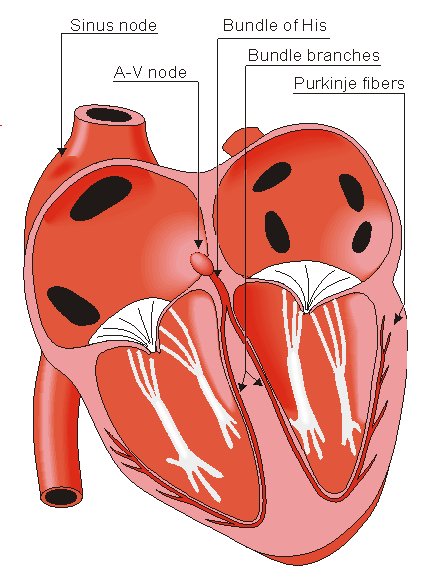 Sinus node
Bundle of His
Bundle branches
A-V node
Purkinje fibers